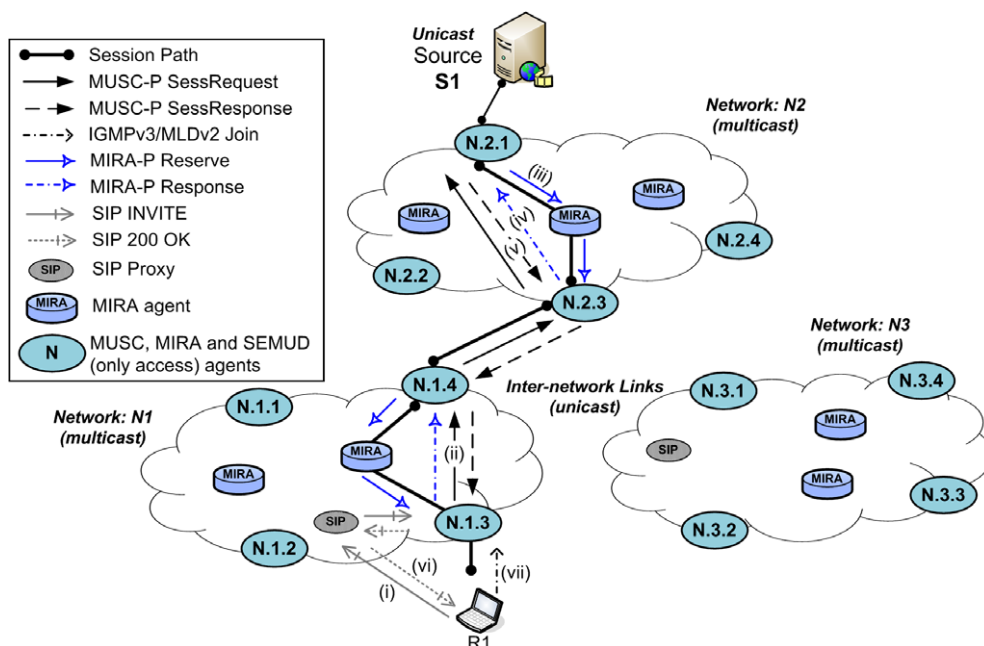 Session Path
MUSC-P SessRequest
MUSC-P SessResponse
IGMPv3/MLDv2 Join
MIRA-P Reserve
MIRA-P Response
SIP INVITE
SIP 200 OK
SIP
SIP Proxy
MIRA
MIRA agent
N
MUSC, MIRA and SEMUD
(only access) agents
Unicast
Source
S1
Network: N2
(multicast)
N.2.1
(iii)
MIRA
MIRA
MIRA
(iv)
(v)
N.2.4
N.2.2
N.2.3
Network: N3
(multicast)
N.1.4
Inter-network Links
(unicast)
N.3.1
N.3.4
Network: N1
(multicast)
N.1.1
MIRA
MIRA
(ii)
SIP
MIRA
MIRA
SIP
N.1.3
N.3.3
N.3.2
N.1.2
(vi)
(vii)
(i)
R1